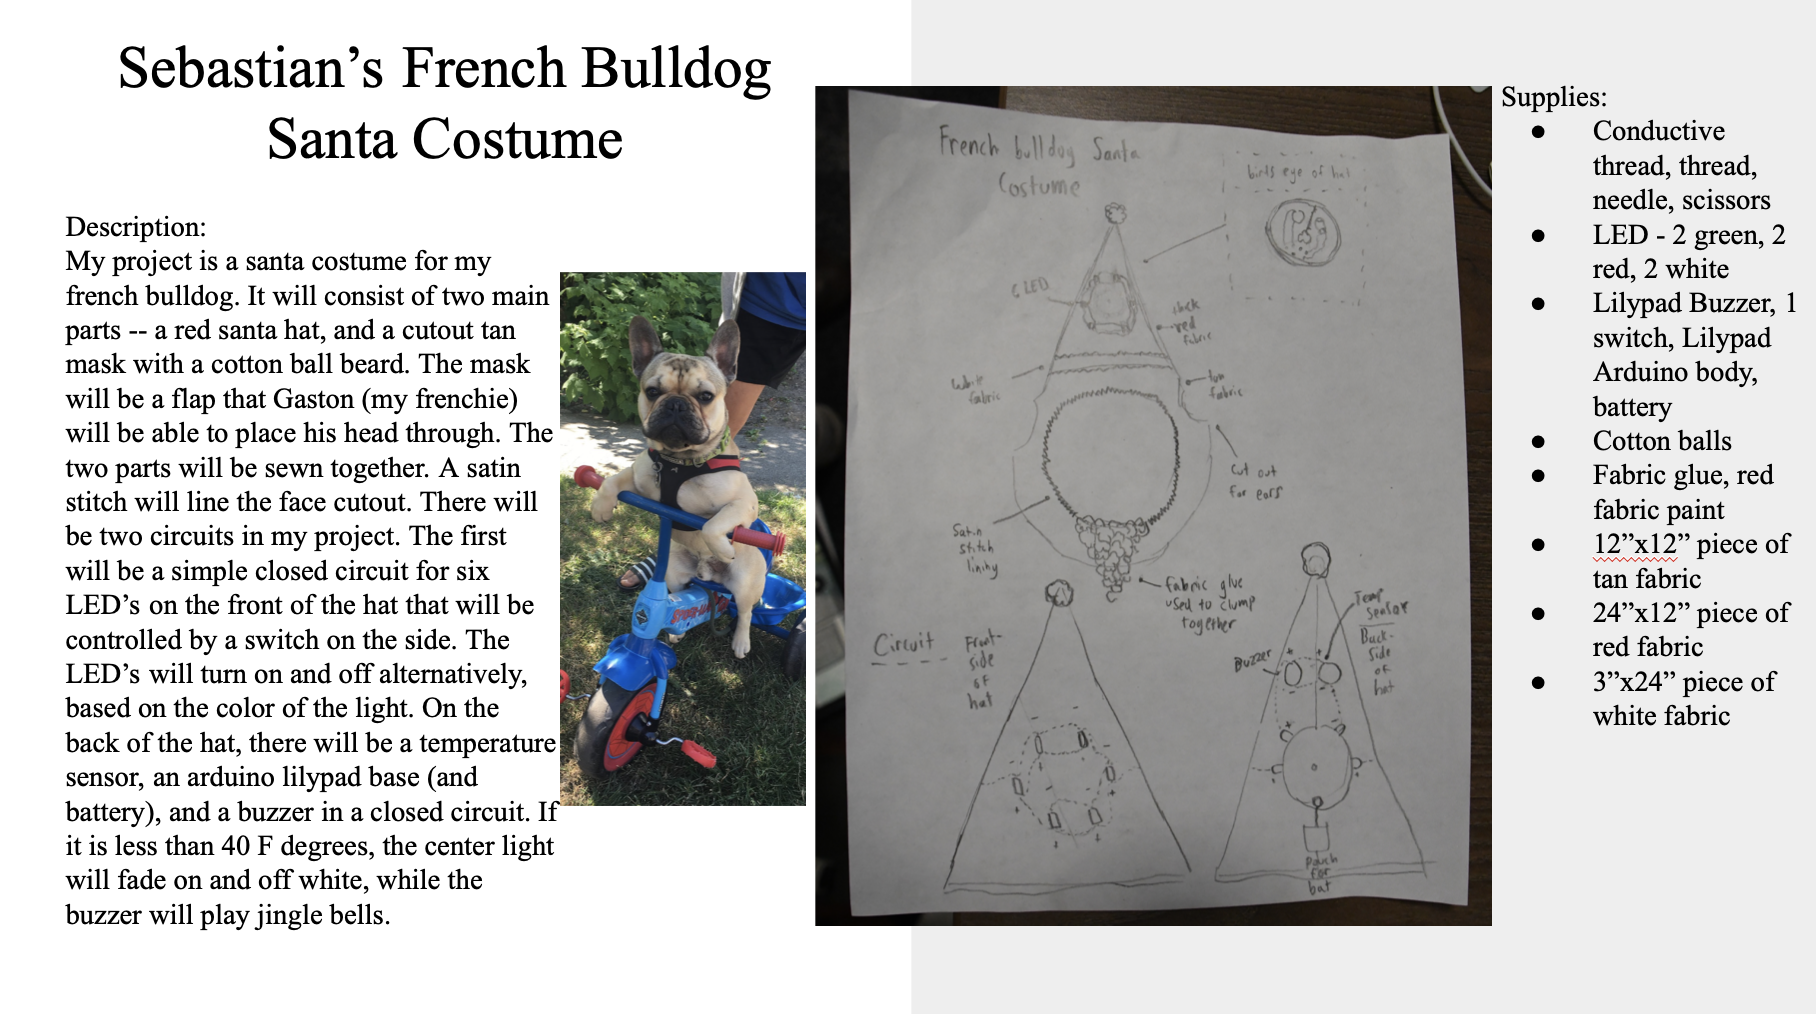 Sebastian’s French Bulldog
Santa Costume
Description:
My project is a santa costume for my
french bulldog. It will consist of two main
parts -- a red santa hat, and a cutout tan
mask with a cotton ball beard. The mask
will be a flap that Gaston (my frenchie)
will be able to place his head through. The
two parts will be sewn together. A satin
stitch will line the face cutout. There will
be two circuits in my project. The first
will be a simple closed circuit for six
LED’s on the front of the hat that will be
controlled by a switch on the side. The
LED’s will turn on and off alternatively,
based on the color of the light. On the
back of the hat, there will be a temperature
sensor, an arduino lilypad base (and
battery), and a buzzer in a closed circuit. If
it is less than 40 F degrees, the center light
will fade on and off white, while the
buzzer will play jingle bells.
French bulldog Santa
Costume
birds eye of hat
6 LED
thick
red
fabric
White
fabric
tan
fabric
Cut out
for ears
Satin
stitch
lining
fabric glue
used to clump
together
Circuit
Front-
side
of
hat
Buzzer
Temp
Sensor
Back-
side
of
hat
+
-
Pouch
for
bat
Supplies:
● Conductive
thread, thread,
needle, scissors
● LED - 2 green, 2
red, 2 white
● Lilypad Buzzer, 1
switch, Lilypad
Arduino body,
battery
● Cotton balls
● Fabric glue, red
fabric paint
● 12”x12” piece of
tan fabric
● 24”x12” piece of
red fabric
● 3”x24” piece of
white fabric